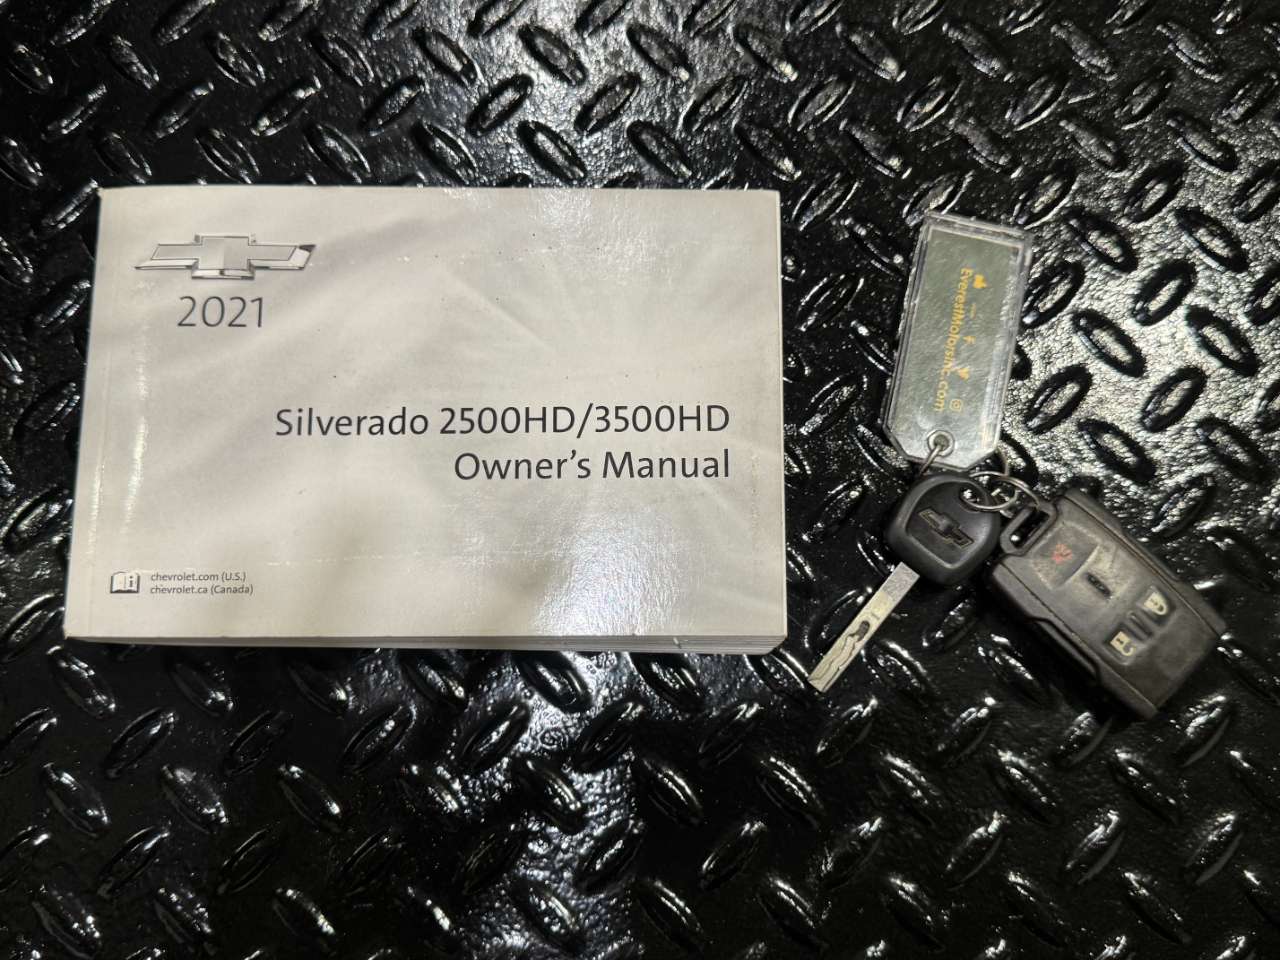 2021
Silverado 2500HD/3500HD
Owner's Manual
chevrolet.com (U.S.)
chevrolet.ca (Canada)
EverestMotorsInc.com